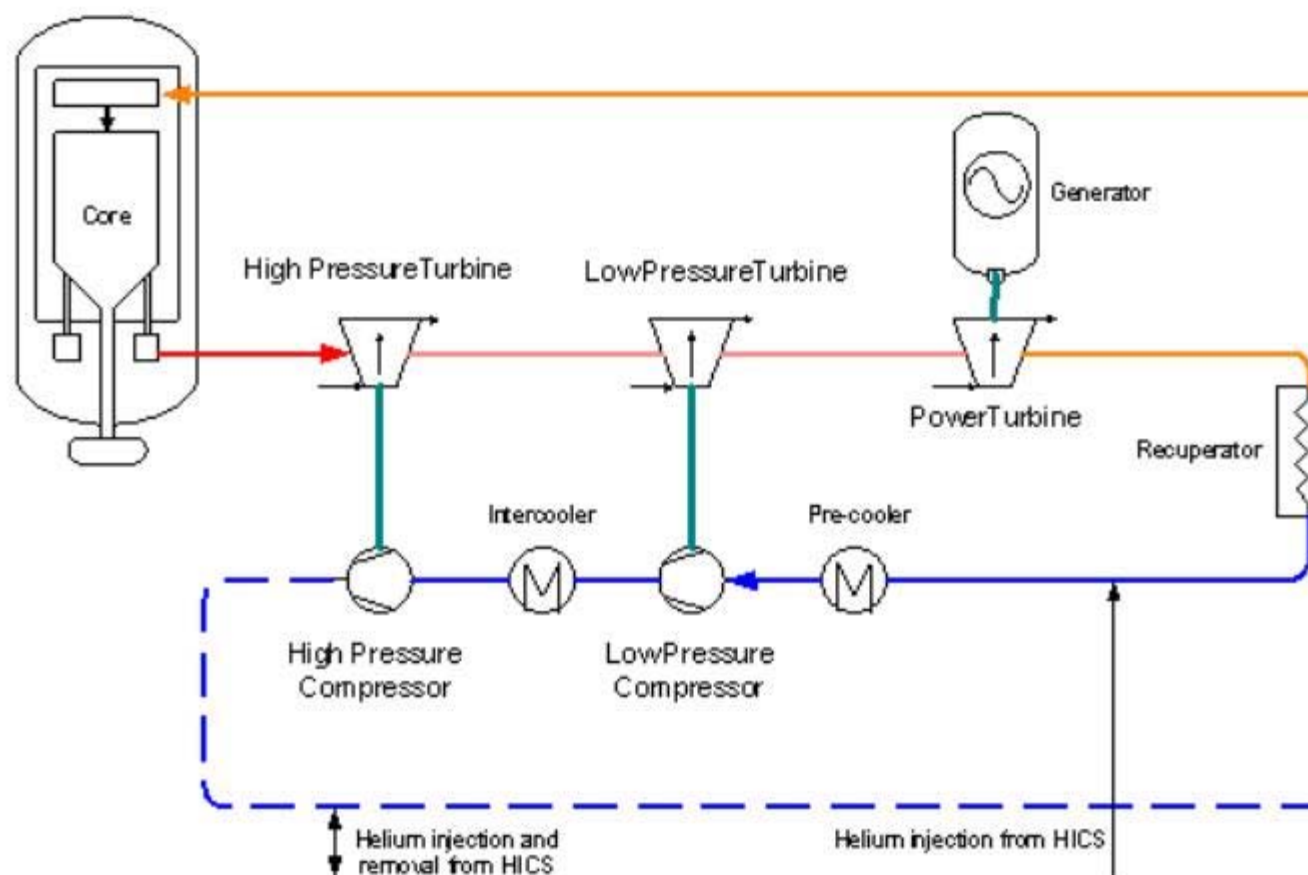 Core
Generator
High PressureTurbine
LowPressureTurbine
PowerTurbine
Recuperator
Intercooler
Pre-cooler
High Pressure
Compressor
LowPressure
Compressor
Helium injection and
removal from HICS
Helium injection from HICS